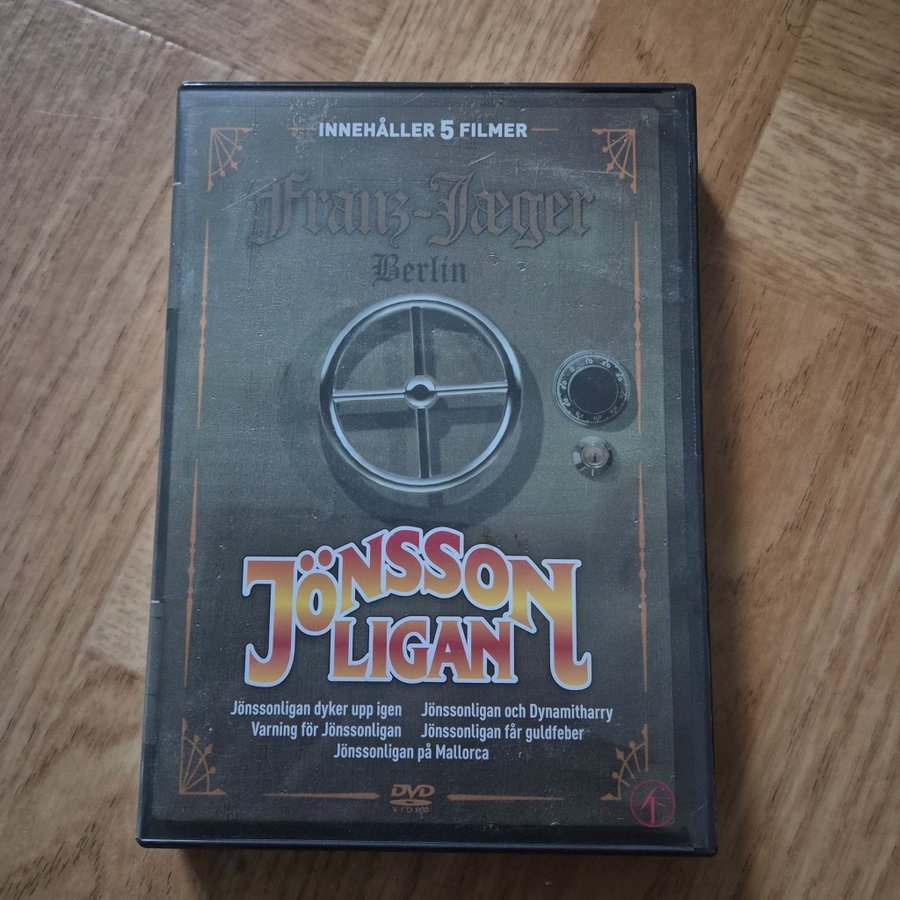 INNEHÅLLER 5 FILMER
Franz-Jæger
Berlin
JÖNSSON
LIGAN
Jönssonligan dyker upp igen Jönssonligan och Dynamitharry
Varning för Jönssonligan Jönssonligan får guldfeber
Jönssonligan på Mallorca
DVD
VIDEO